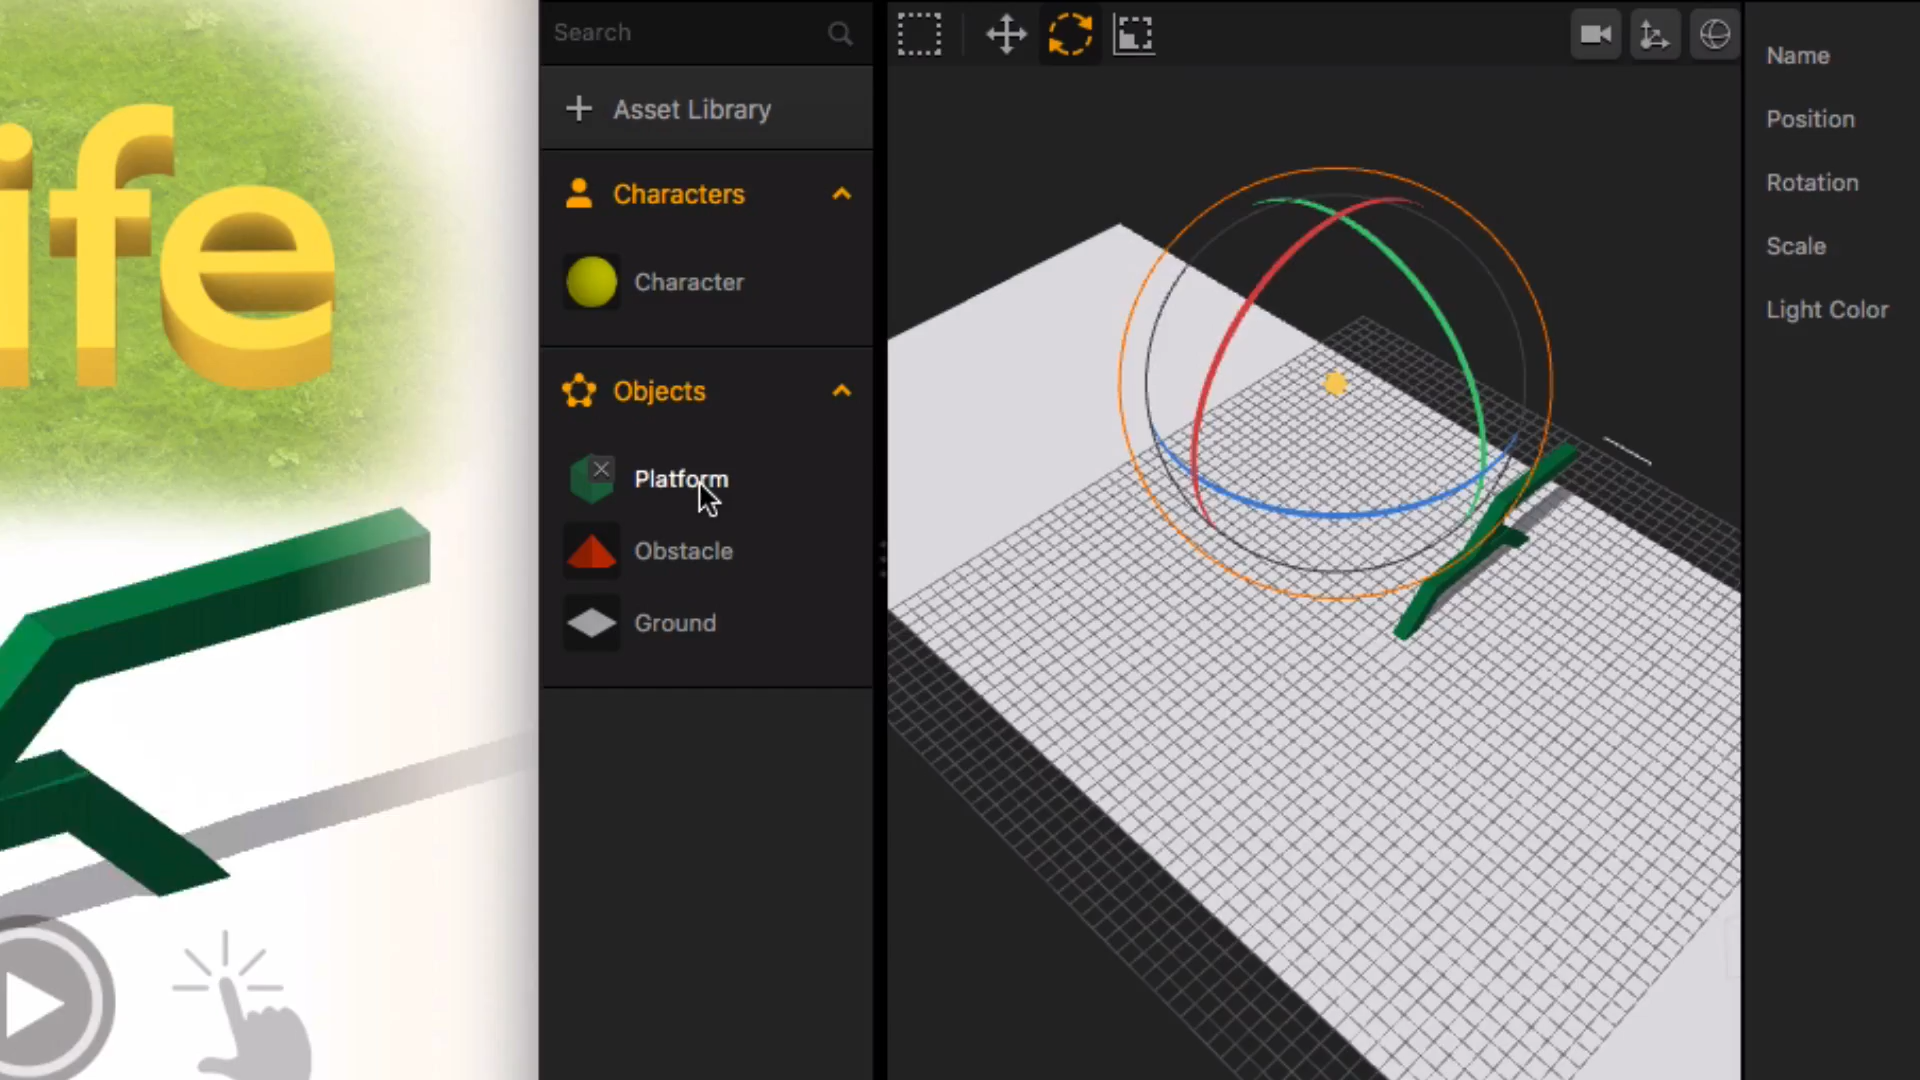 ife
Search
Asset Library
Characters
Character
Objects
Platform
Obstacle
Ground
Name
Position
Rotation
Scale
Light Color